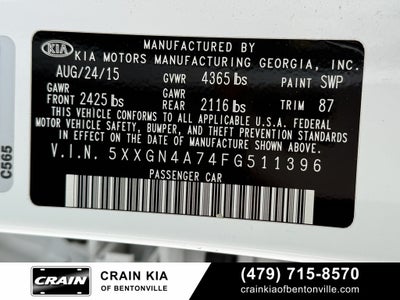 KIA
MANUFACTURED BY
KIA MOTORS MANUFACTURING GEORGIA, INC.
AUG/24/15 GVWR 4365 lbs PAINT SWP
GAWR GAWR
FRONT 2425 lbs REAR 2116 lbs TRIM 87
THIS VEHICLE CONFORMS TO ALL APPLICABLE U.S.A. FEDERAL
MOTOR VEHICLE SAFETY, BUMPER, AND THEFT PREVENTION STANDARDS
IN EFFECT ON THE DATE OF MANUFACTURE SHOWN ABOVE.
V.I.N. 5XXGN4A74FG511396
PASSENGER CAR
C565
CRAIN
CRAIN KIA
OF BENTONVILLE
(479) 715-8570
crainkiaofbentonville.com